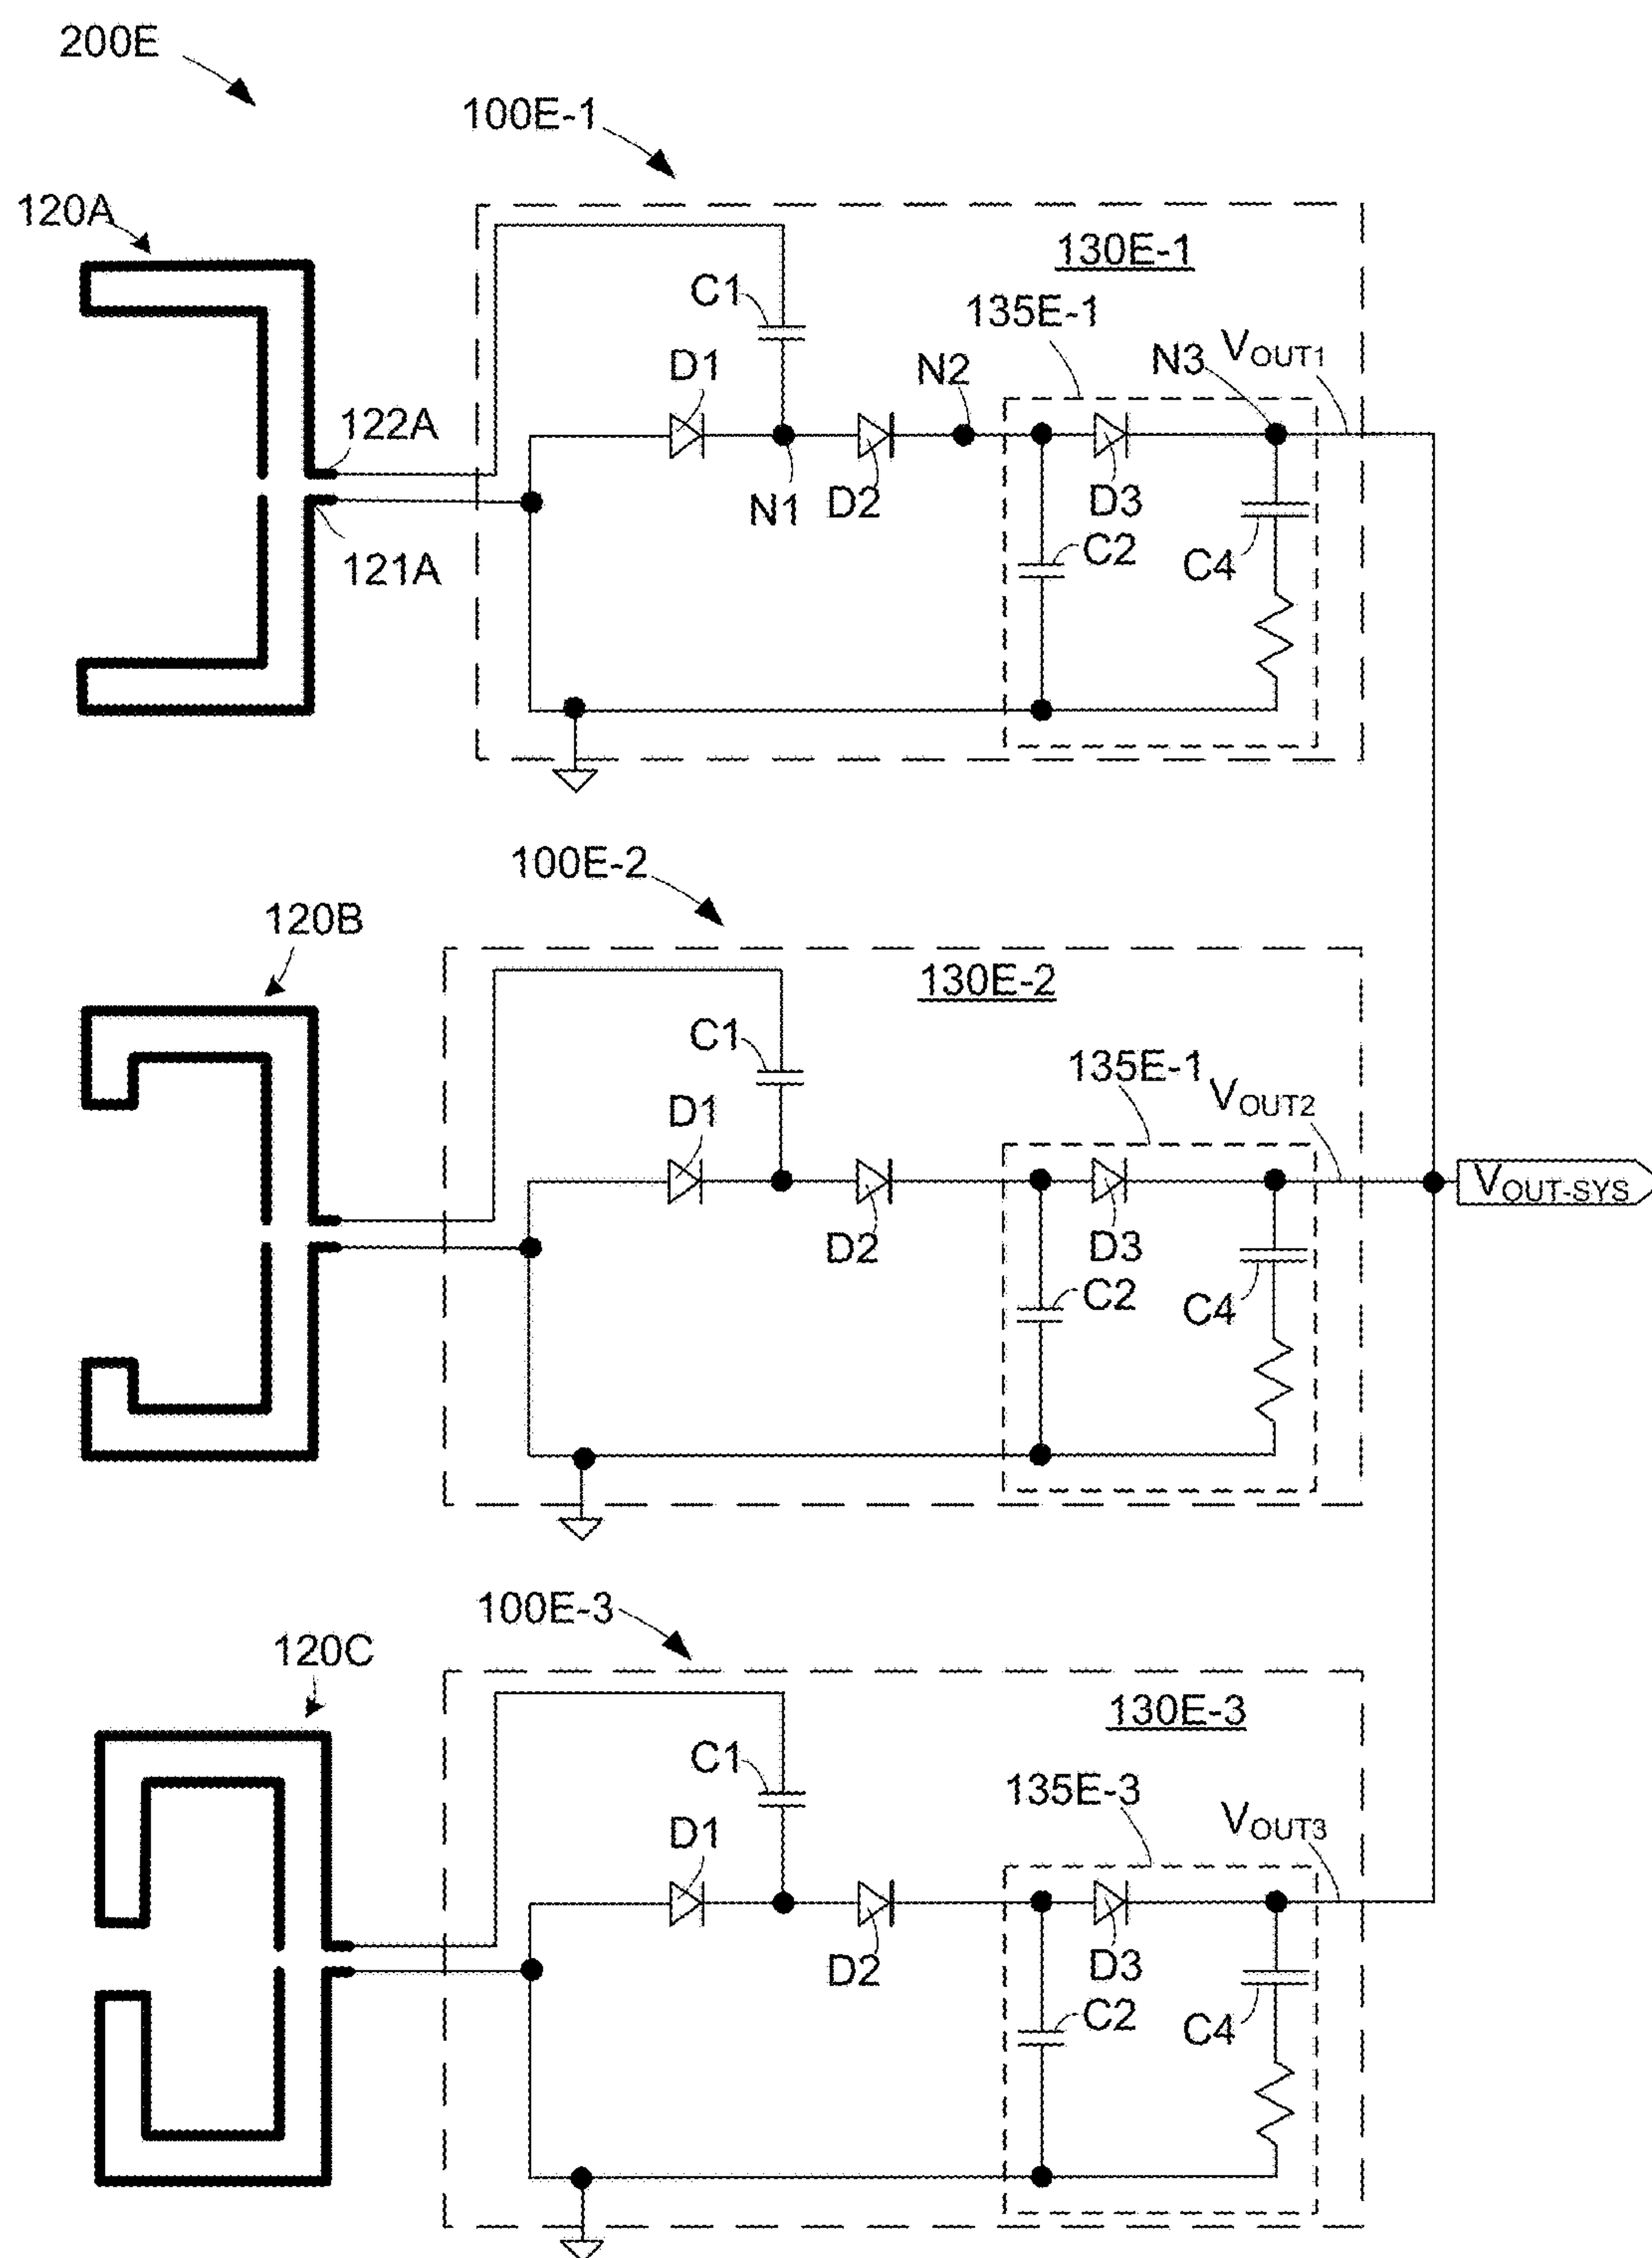 200E
100E-1
120A
130E-1
C1
135E-1
D1
N2
N3
VOUT1
122A
N1
D2
D3
C2
C4
121A
100E-2
120B
130E-2
C1
135E-1
VOUT2
D1
VOUT-SYS
D2
D3
C2
C4
100E-3
120C
130E-3
C1
135E-3
VOUT3
D1
D2
D3
C2
C4